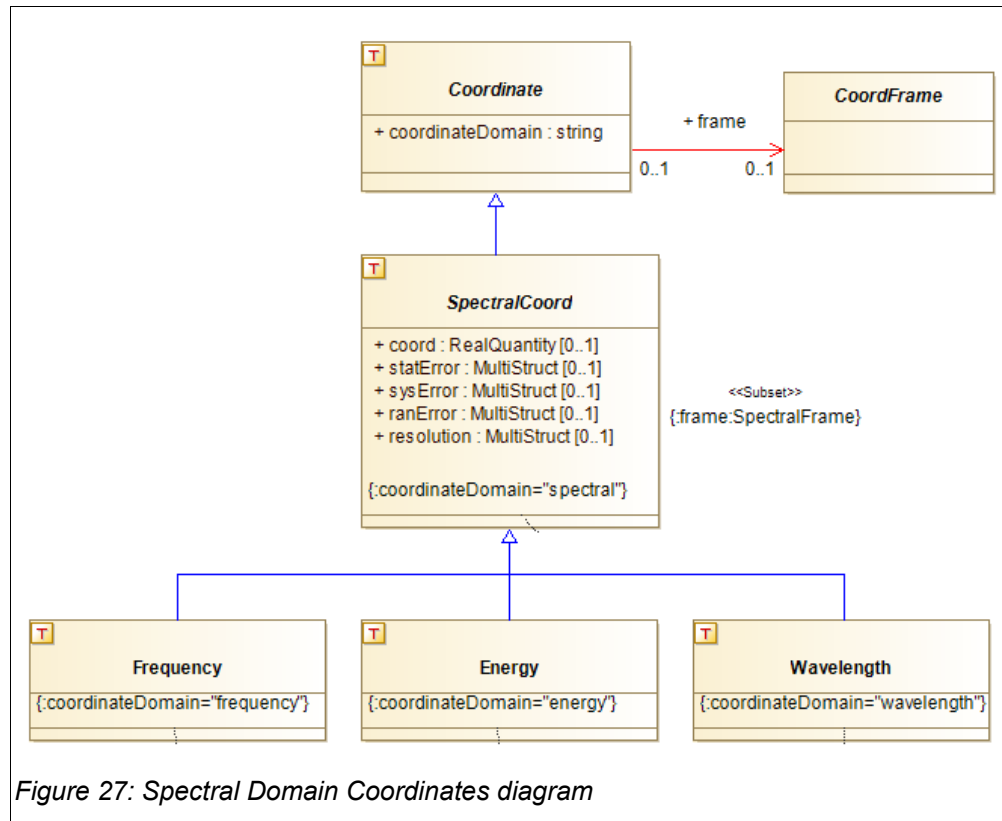 T
Coordinate
+ coordinateDomain : string
CoordFrame
+ frame
0..1
0..1
T
SpectralCoord
+ coord : RealQuantity [0..1]
+ statError : MultiStruct [0..1]
+ sysError : MultiStruct [0..1]
+ ranError : MultiStruct [0..1]
+ resolution : MultiStruct [0..1]
{:coordinateDomain="spectral"}
<<Subset>>
{:frame:SpectralFrame}
T
Frequency
{:coordinateDomain="frequency"}
T
Energy
{:coordinateDomain="energy"}
T
Wavelength
{:coordinateDomain="wavelength"}
Figure 27: Spectral Domain Coordinates diagram